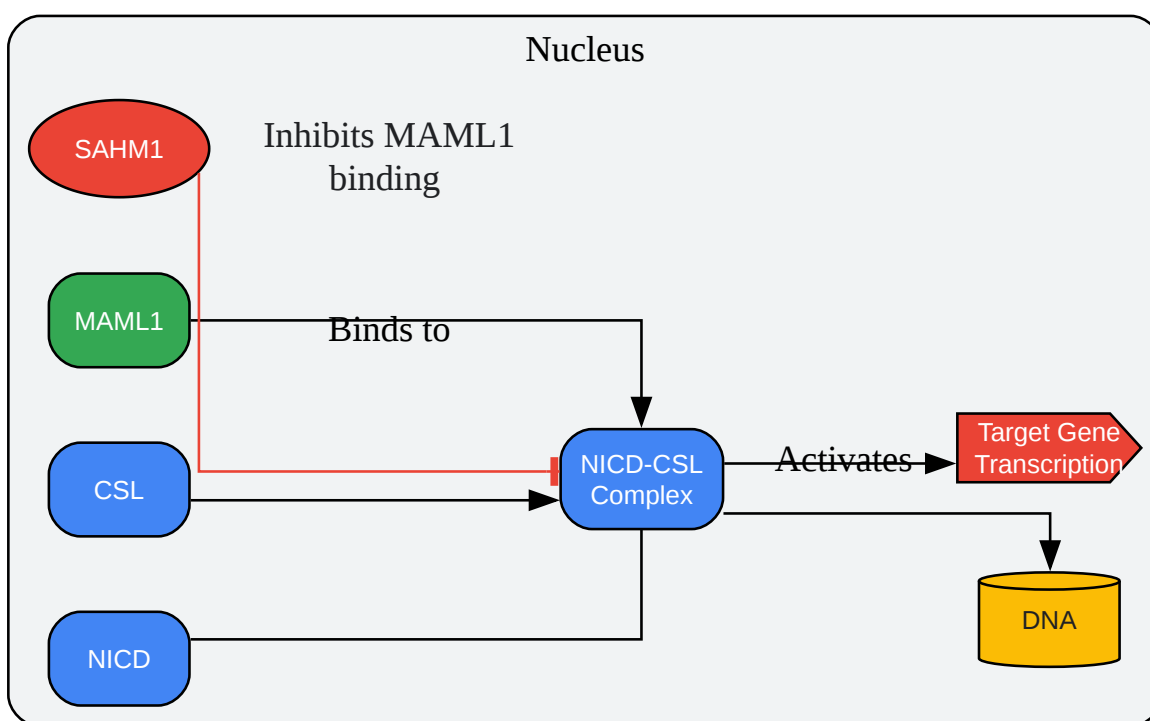 Nucleus
SAHM1
Inhibits MAML1
binding
MAML1
Binds to
CSL
NICD-CSL
Complex
Activates
Target Gene
Transcription
DNA
NICD